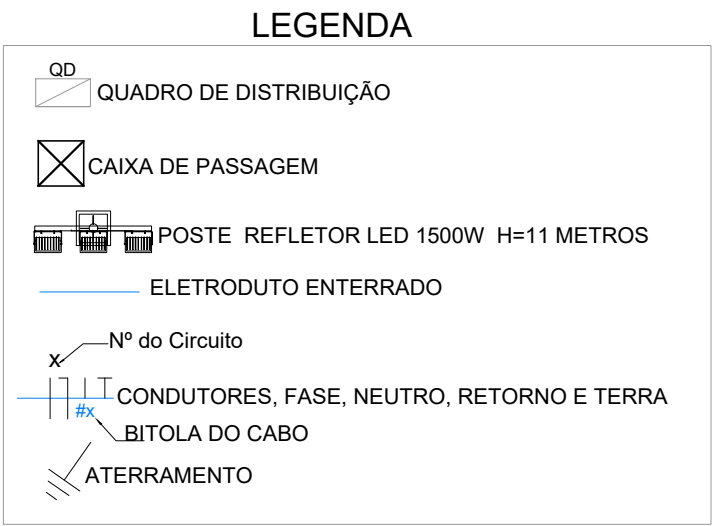 LEGENDA
QD
QUADRO DE DISTRIBUIÇÃO
CAIXA DE PASSAGEM
POSTE REFLETOR LED 1500W H=11 METROS
ELETRODUTO ENTERRADO
Nº do Circuito
x
CONDUTORES, FASE, NEUTRO, RETORNO E TERRA
#x
BITOLA DO CABO
ATERRAMENTO